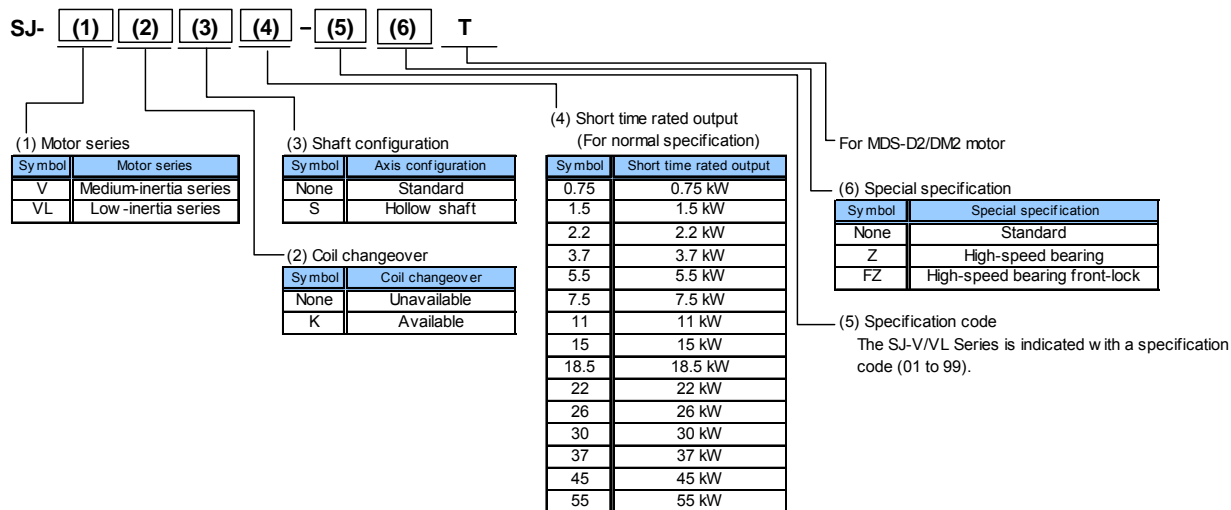 SJ- (1) (2) (3) (4) – (5) (6) T
(1) Motor series
Symbol Motor series
V Medium-inertia series
VL Low-inertia series
(2) Coil changeover
Symbol Coil changeover
None Unavailable
K Available
(3) Shaft configuration
Symbol Axis configuration
None Standard
S Hollow shaft
(4) Short time rated output
(For normal specification)
Symbol Short time rated output
0.75 0.75 kW
1.5 1.5 kW
2.2 2.2 kW
3.7 3.7 kW
5.5 5.5 kW
7.5 7.5 kW
11 11 kW
15 15 kW
18.5 18.5 kW
22 22 kW
26 26 kW
30 30 kW
37 37 kW
45 45 kW
55 55 kW
For MDS-D2/DM2 motor
(6) Special specification
Symbol Special specification
None Standard
Z High-speed bearing
FZ High-speed bearing front-lock
(5) Specification code
The SJ-V/VL Series is indicated with a specification
code (01 to 99).